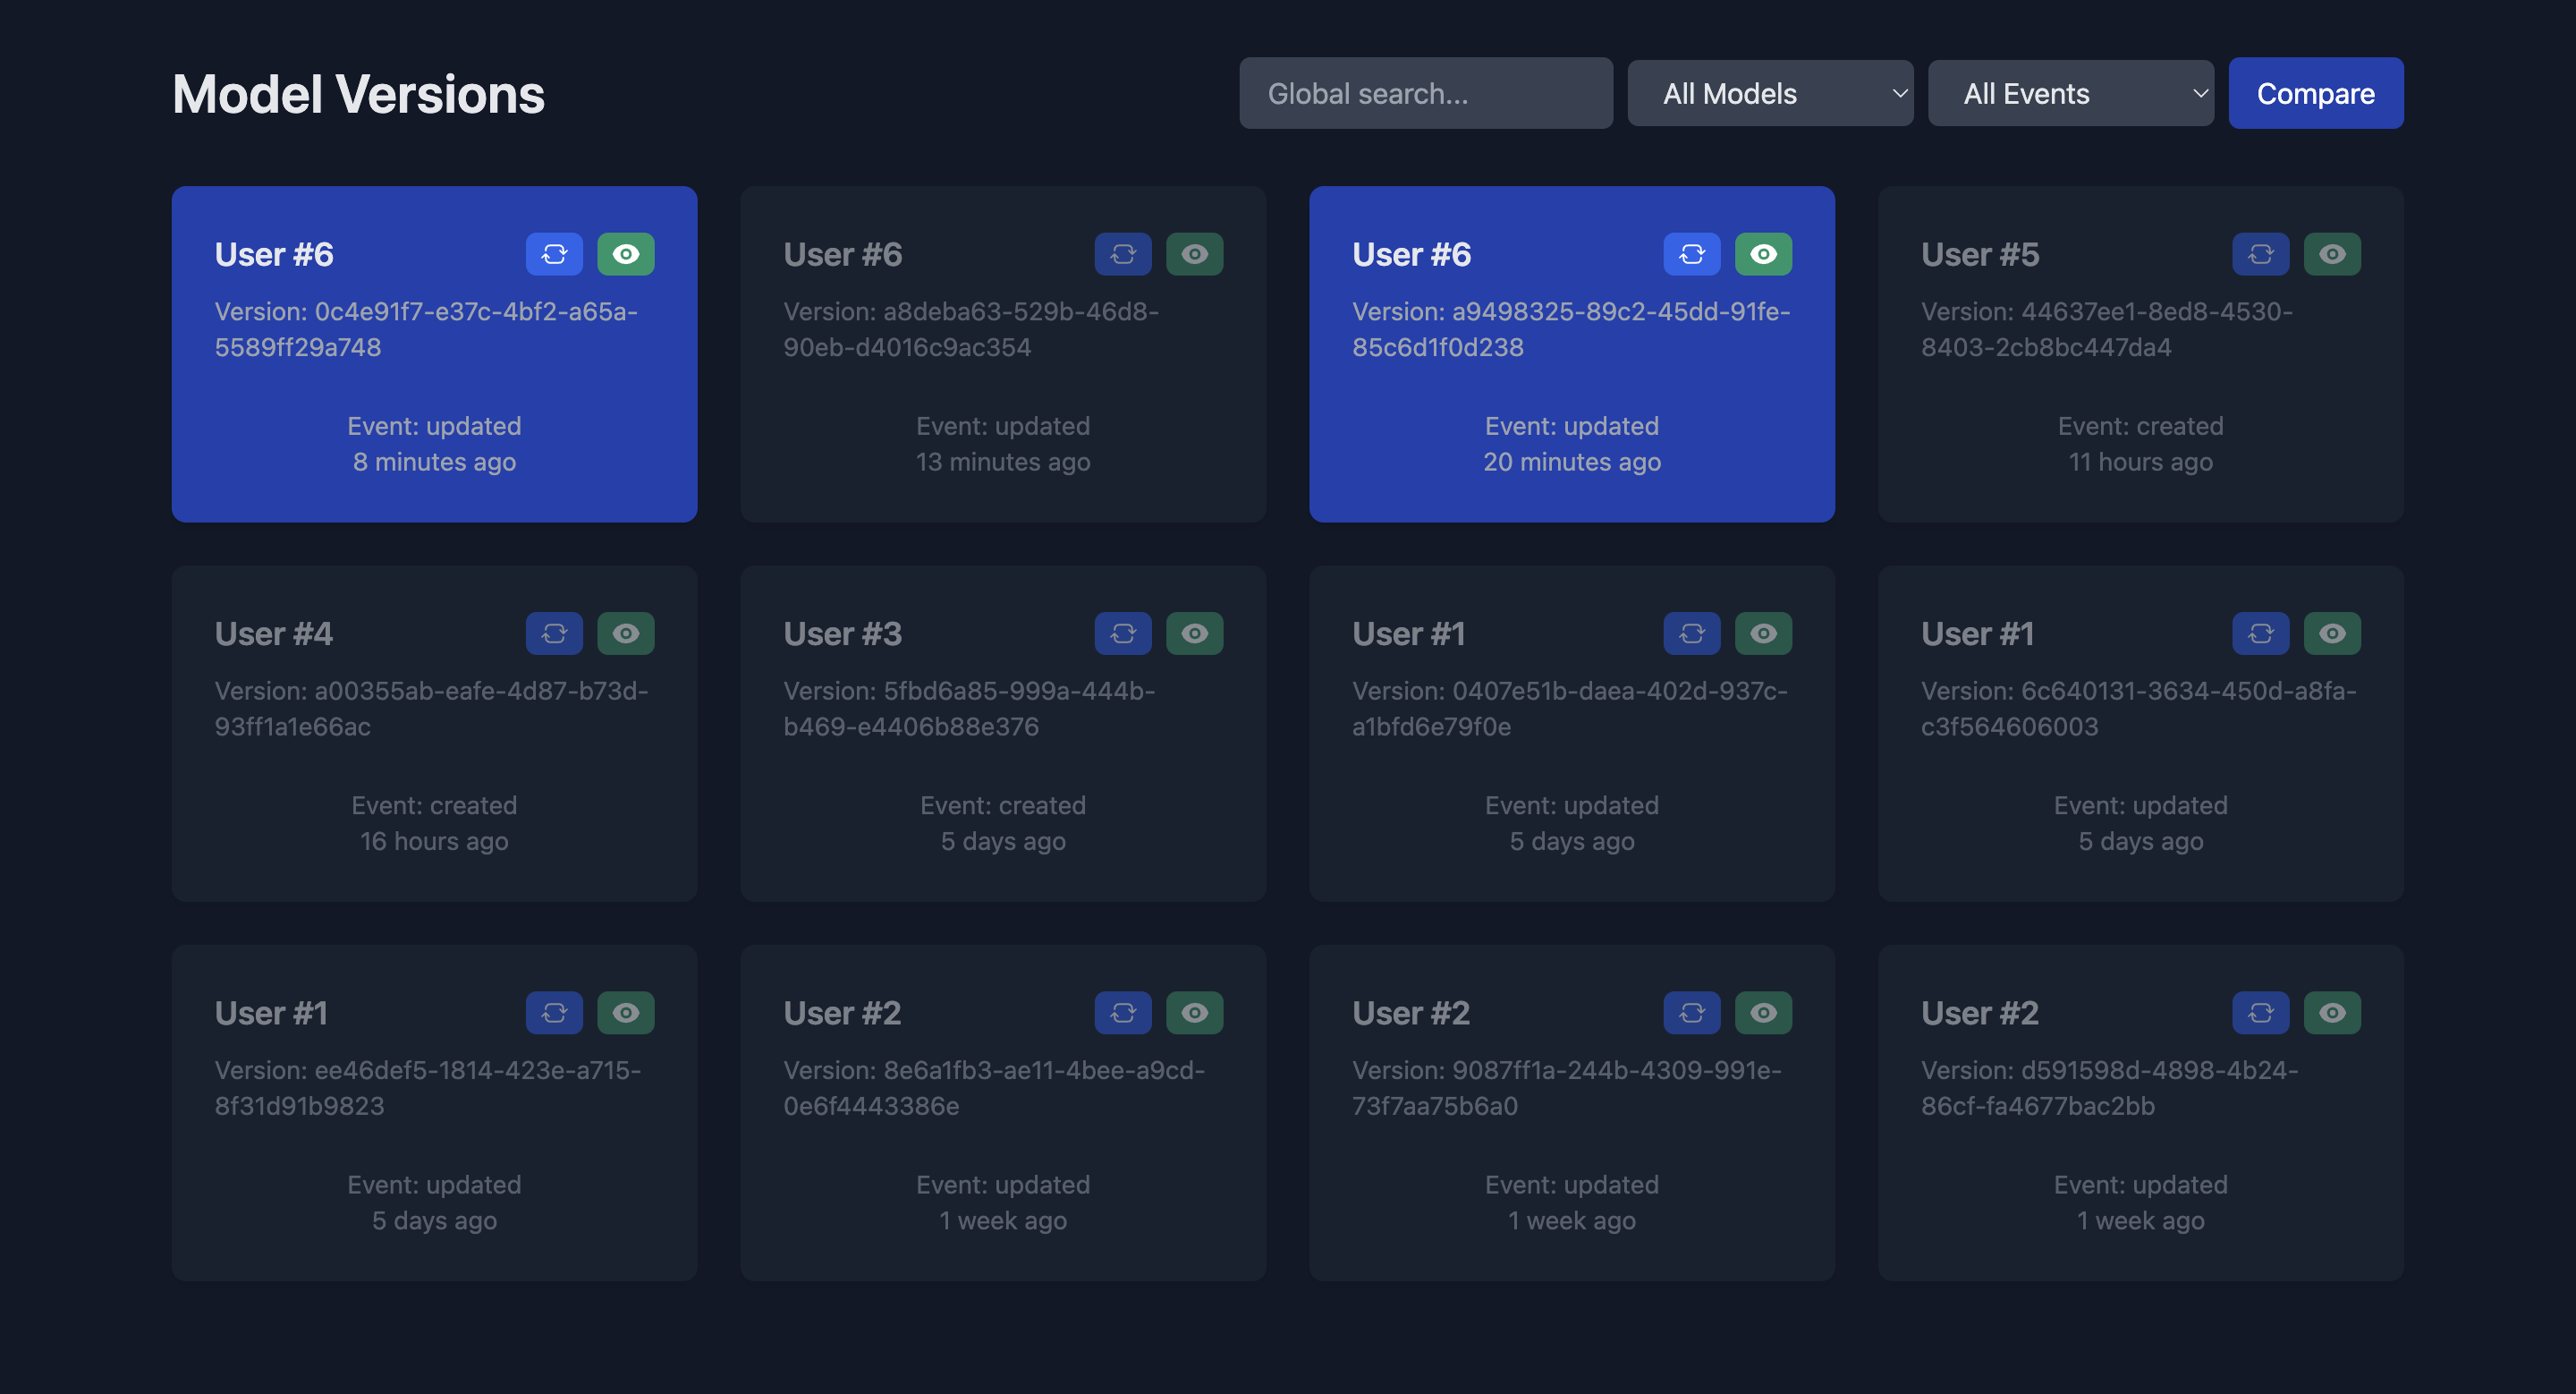 Model Versions
Global search...
All Models
All Events
Compare
User #6
Version: 0c4e91f7-e37c-4bf2-a65a-
5589ff29a748
Event: updated
8 minutes ago
User #6
Version: a8deba63-529b-46d8-
90eb-d4016c9ac354
Event: updated
13 minutes ago
User #6
Version: a9498325-89c2-45dd-91fe-
85c6d1f0d238
Event: updated
20 minutes ago
User #5
Version: 44637ee1-8ed8-4530-
8403-2cb8bc447da4
Event: created
11 hours ago
User #4
Version: a00355ab-eafe-4d87-b73d-
93ff1a1e66ac
Event: created
16 hours ago
User #3
Version: 5fbd6a85-999a-444b-
b469-e4406b88e376
Event: created
5 days ago
User #1
Version: 0407e51b-daea-402d-937c-
a1bfd6e79f0e
Event: updated
5 days ago
User #1
Version: 6c640131-3634-450d-a8fa-
c3f564606003
Event: updated
5 days ago
User #1
Version: ee46def5-1814-423e-a715-
8f31d91b9823
Event: updated
5 days ago
User #2
Version: 8e6a1fb3-ae11-4bee-a9cd-
0e6f4443386e
Event: updated
1 week ago
User #2
Version: 9087ff1a-244b-4309-991e-
73f7aa75b6a0
Event: updated
1 week ago
User #2
Version: d591598d-4898-4b24-
86cf-fa4677bac2bb
Event: updated
1 week ago